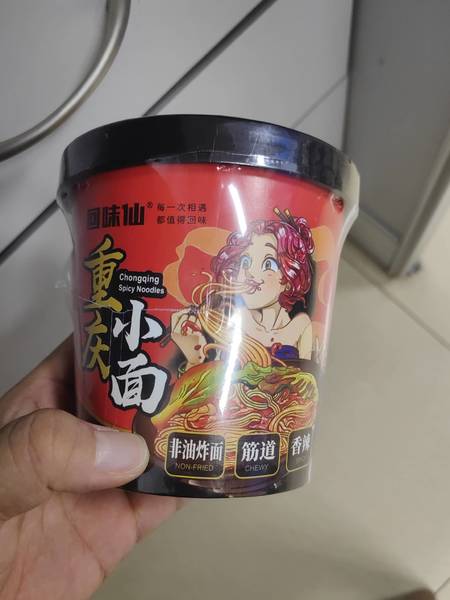 回味仙®
每一次相遇
都值得回味
重庆
小面
Chongqing
Spicy Noodles
非油炸面
NON-FRIED
筋道
CHEWY
香辣